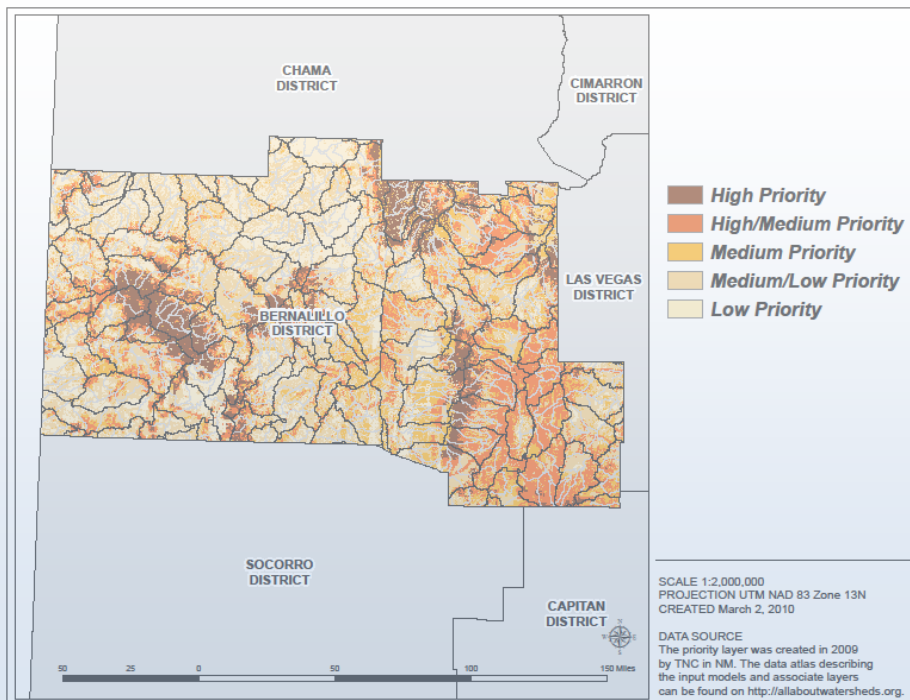 CHAMA
DISTRICT
CIMARRON
DISTRICT
High Priority
High/Medium Priority
Medium Priority
Medium/Low Priority
Low Priority
LAS VEGAS
DISTRICT
BERNALILLO
DISTRICT
SOCORRO
DISTRICT
CAPITAN
DISTRICT
SCALE 1:2,000,000
PROJECTION UTM NAD 83 Zone 13N
CREATED March 2, 2010
DATA SOURCE
The priority layer was created in 2009
by TNC in NM. The data atlas describing
the input models and associate layers
can be found on http://allaboutwatersheds.org.
50 25 0 50 100 150 Miles